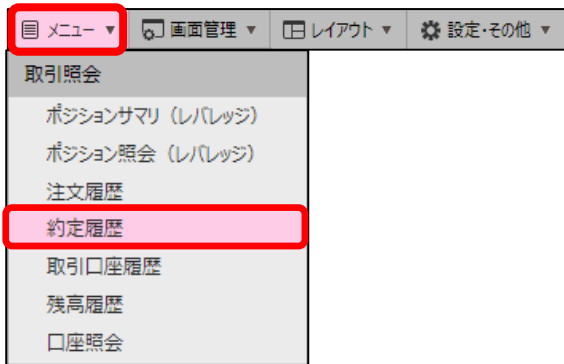 メニュー ▼ 画面管理 ▼ レイアウト ▼ 設定・その他 ▼
取引照会
ポジションサマリ（レバレッジ）
ポジション照会（レバレッジ）
注文履歴
約定履歴
取引口座履歴
残高履歴
口座照会